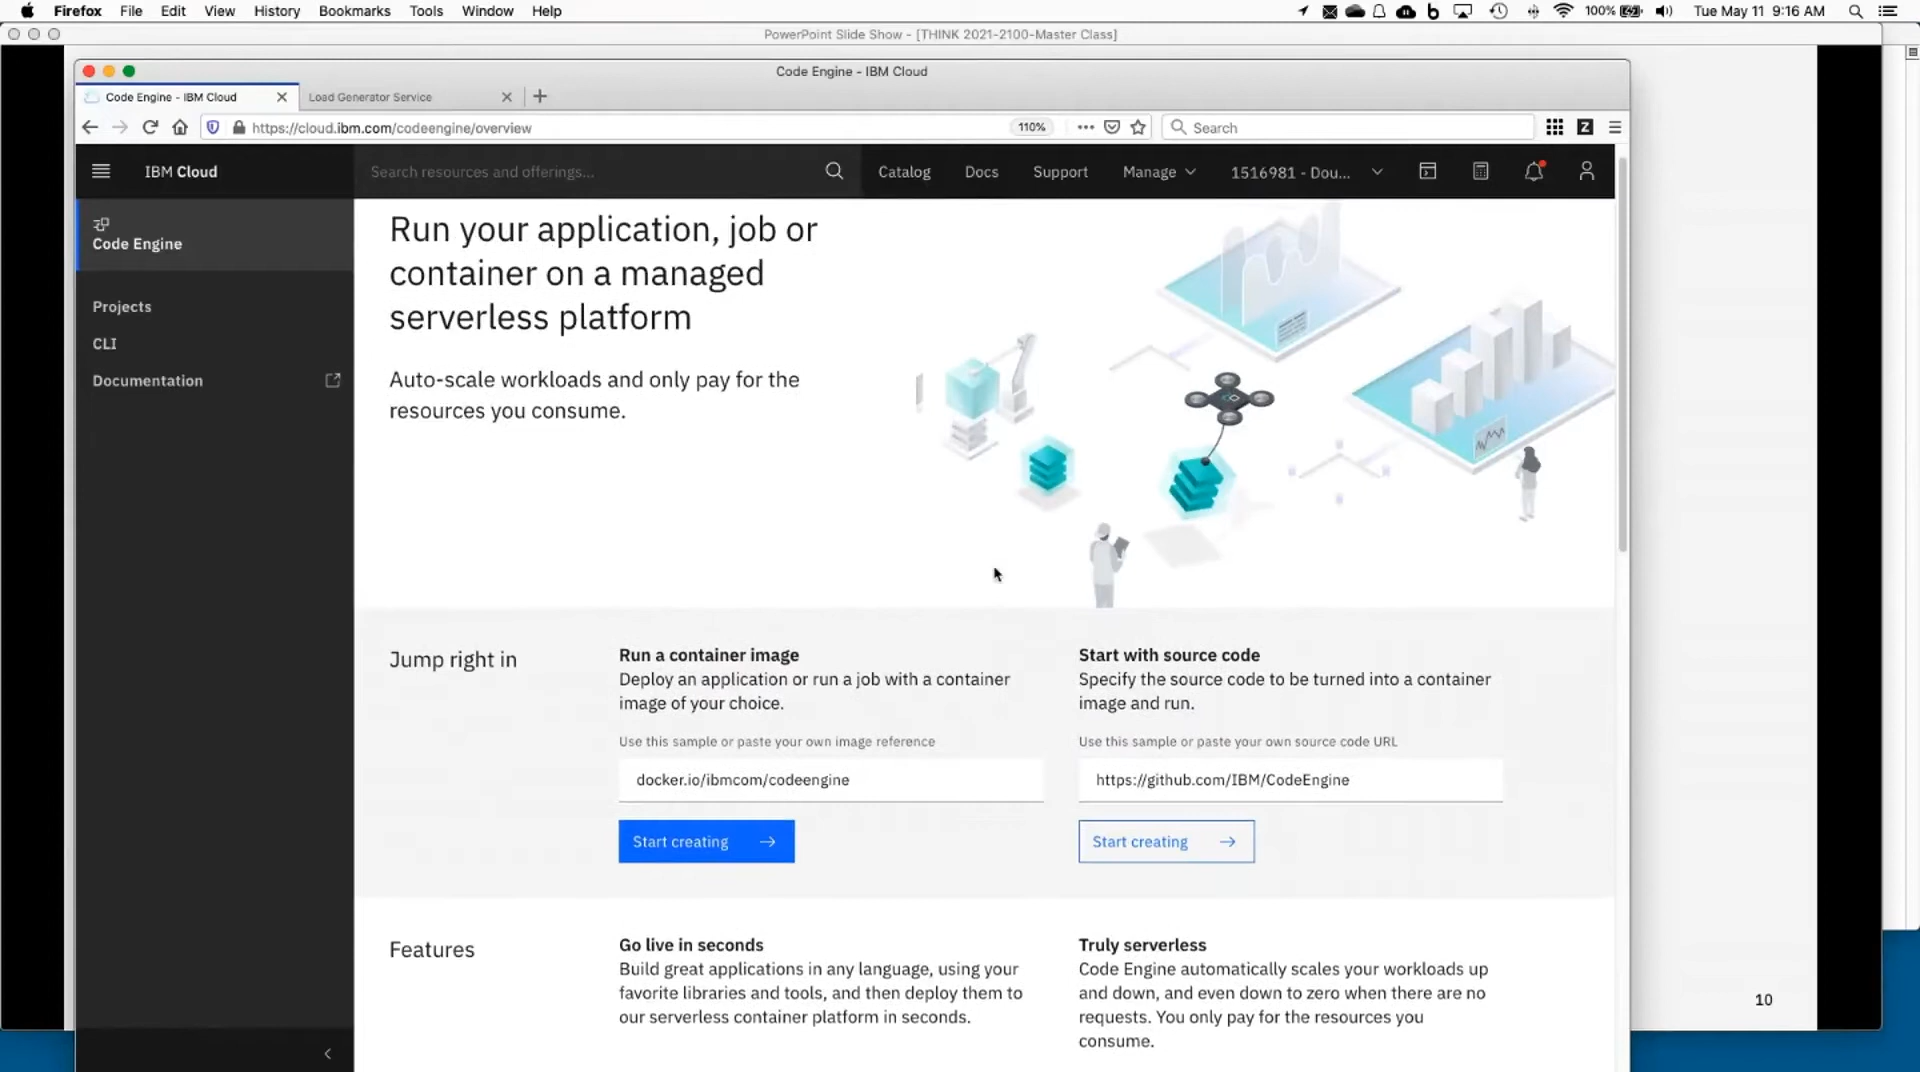 Firefox File Edit View History Bookmarks Tools Window Help 100% Tue May 11 9:16 AM
PowerPoint Slide Show - [THINK 2021-2100-Master Class]
Code Engine - IBM Cloud
Code Engine - IBM Cloud Load Generator Service
https://cloud.ibm.com/codeengine/overview 110% Search
IBM Cloud Search resources and offerings... Catalog Docs Support Manage 1516981 - Dou...
Code Engine
Projects
CLI
Documentation
Run your application, job or
container on a managed
serverless platform
Auto-scale workloads and only pay for the
resources you consume.
Jump right in
Run a container image
Deploy an application or run a job with a container
image of your choice.
Use this sample or paste your own image reference
docker.io/ibmcom/codeengine
Start creating
Start with source code
Specify the source code to be turned into a container
image and run.
Use this sample or paste your own source code URL
https://github.com/IBM/CodeEngine
Start creating
Features
Go live in seconds
Build great applications in any language, using your
favorite libraries and tools, and then deploy them to
our serverless container platform in seconds.
Truly serverless
Code Engine automatically scales your workloads up
and down, and even down to zero when there are no
requests. You only pay for the resources you
consume.
10